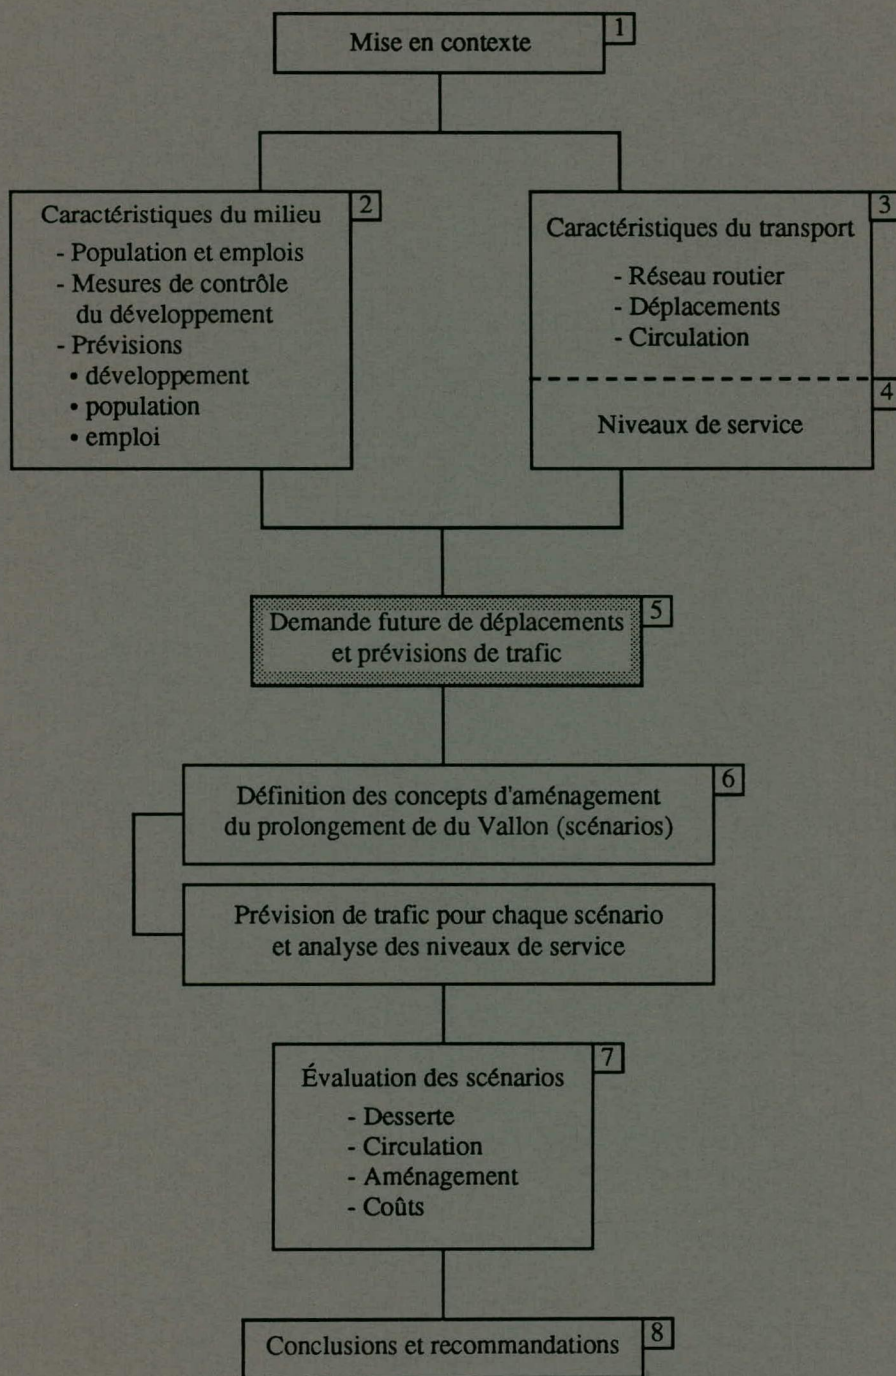 Mise en contexte
1
Caractéristiques du milieu
2
- Population et emplois
- Mesures de contrôle
du développement
- Prévisions
• développement
• population
• emploi
Caractéristiques du transport
3
- Réseau routier
- Déplacements
- Circulation
4
Niveaux de service
Demande future de déplacements
et prévisions de trafic
5
Définition des concepts d'aménagement
du prolongement de du Vallon (scénarios)
6
Prévision de trafic pour chaque scénario
et analyse des niveaux de service
Évaluation des scénarios
7
- Desserte
- Circulation
- Aménagement
- Coûts
Conclusions et recommandations
8